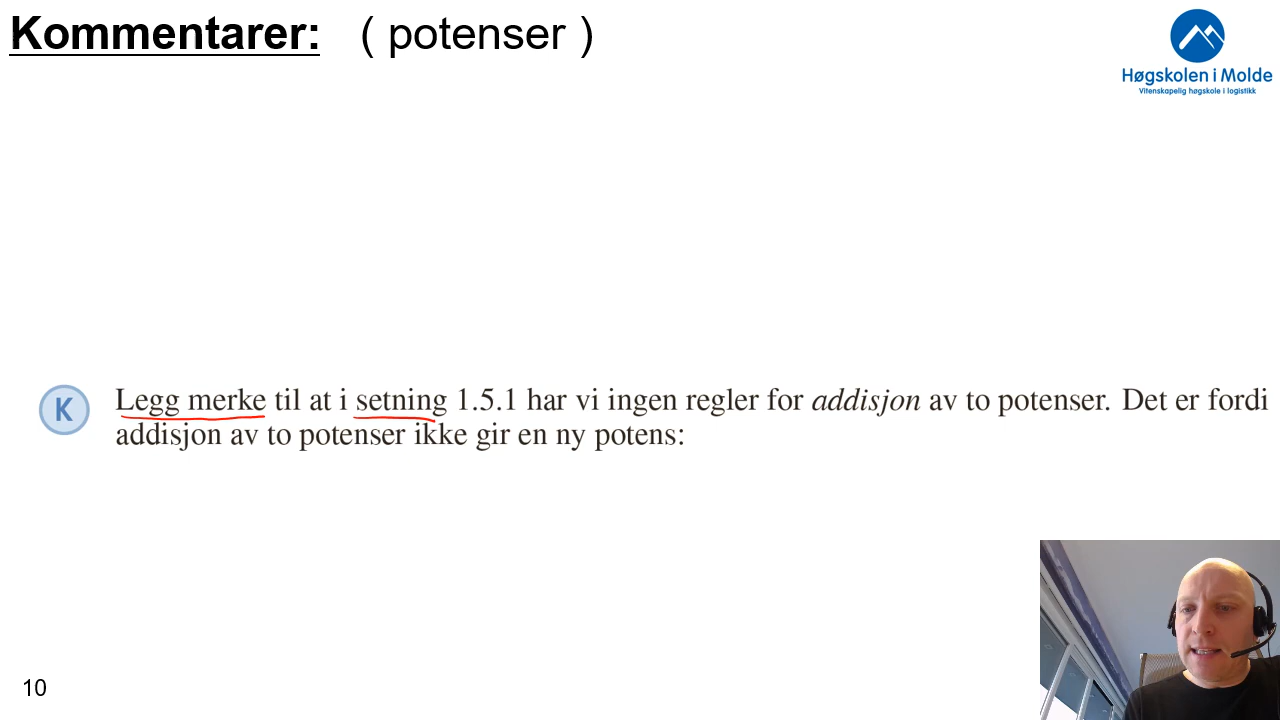 Kommentarer: ( potenser )
Høgskolen i Molde
Vitenskapelig høgskole i logistikk
K
Legg merke til at i setning 1.5.1 har vi ingen regler for addisjon av to potenser. Det er fordi
addisjon av to potenser ikke gir en ny potens:
10